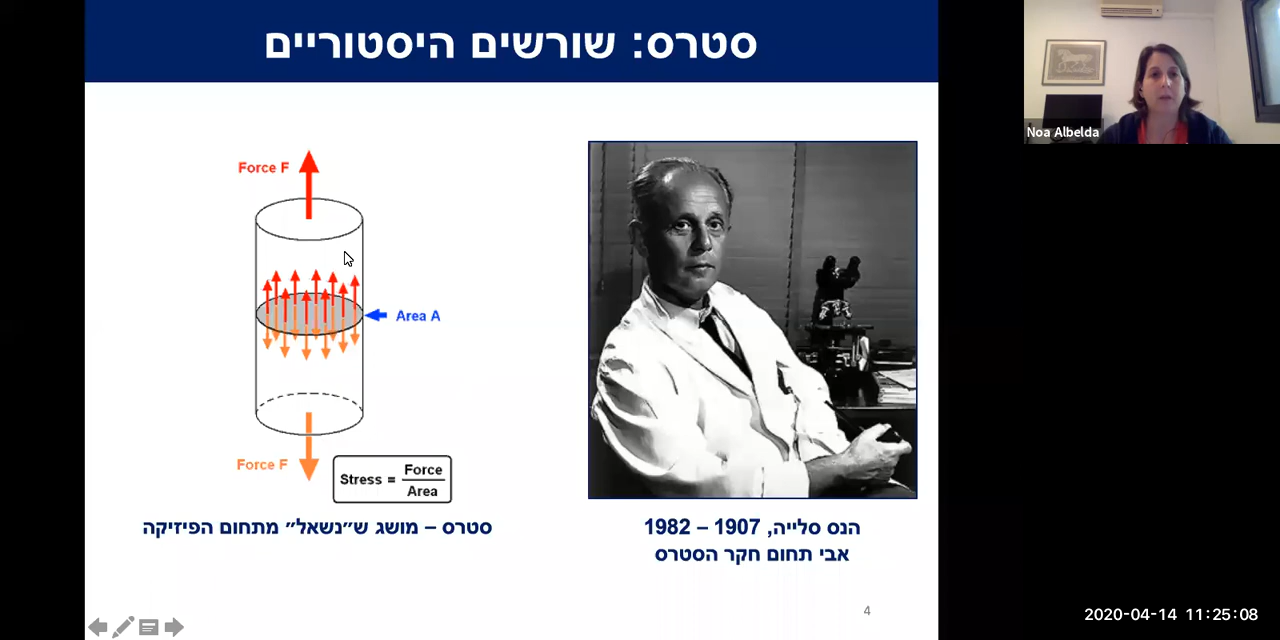 סטרס: שורשים היסטוריים
Noa Albelda
Force F
Area A
Force F
Stress = Force
Area
סטרס – מושג ש״נשאל״ מתחום הפיזיקה
הנס סלייה, 1907 – 1982
אבי תחום חקר הסטרס
4
2020-04-14 11:25:08